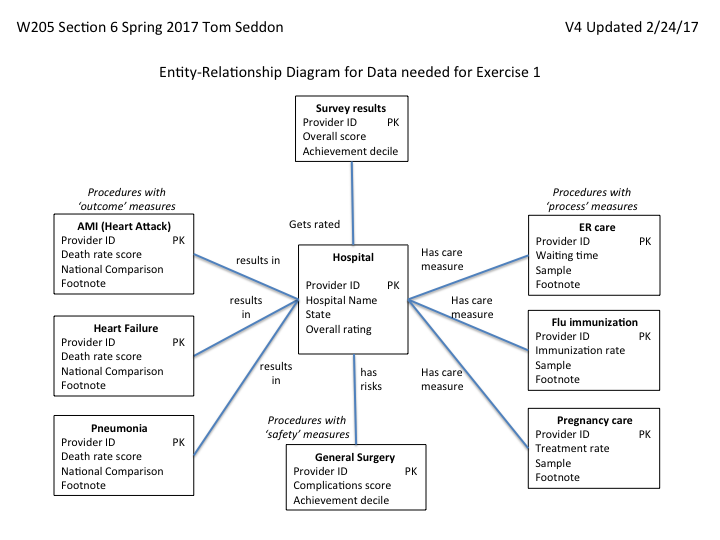 W205 Section 6 Spring 2017 Tom Seddon
V4 Updated 2/24/17
Entity-Relationship Diagram for Data needed for Exercise 1
Survey results
Provider ID PK
Overall score
Achievement decile
Gets rated
Procedures with
‘outcome’ measures
AMI (Heart Attack)
Provider ID PK
Death rate score
National Comparison
Footnote
results in
Heart Failure
Provider ID PK
Death rate score
National Comparison
Footnote
results
in
Pneumonia
Provider ID PK
Death rate score
National Comparison
Footnote
results
in
Hospital
Provider ID PK
Hospital Name
State
Overall rating
has
risks
Procedures with
‘safety’ measures
General Surgery
Provider ID PK
Complications score
Achievement decile
Procedures with
‘process’ measures
Has care
measure
ER care
Provider ID PK
Waiting time
Sample
Footnote
Has care
measure
Flu immunization
Provider ID PK
Immunization rate
Sample
Footnote
Has care
measure
Pregnancy care
Provider ID PK
Treatment rate
Sample
Footnote